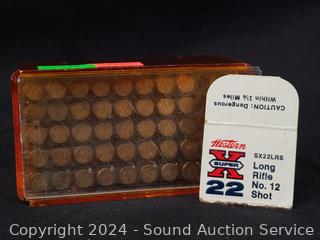 CAUTION: Dangerous
Within 1¼ Miles
Western
SUPER
X
22
SX22LRS
Long
Rifle
No. 12
Shot
Copyright 2024 - Sound Auction Service